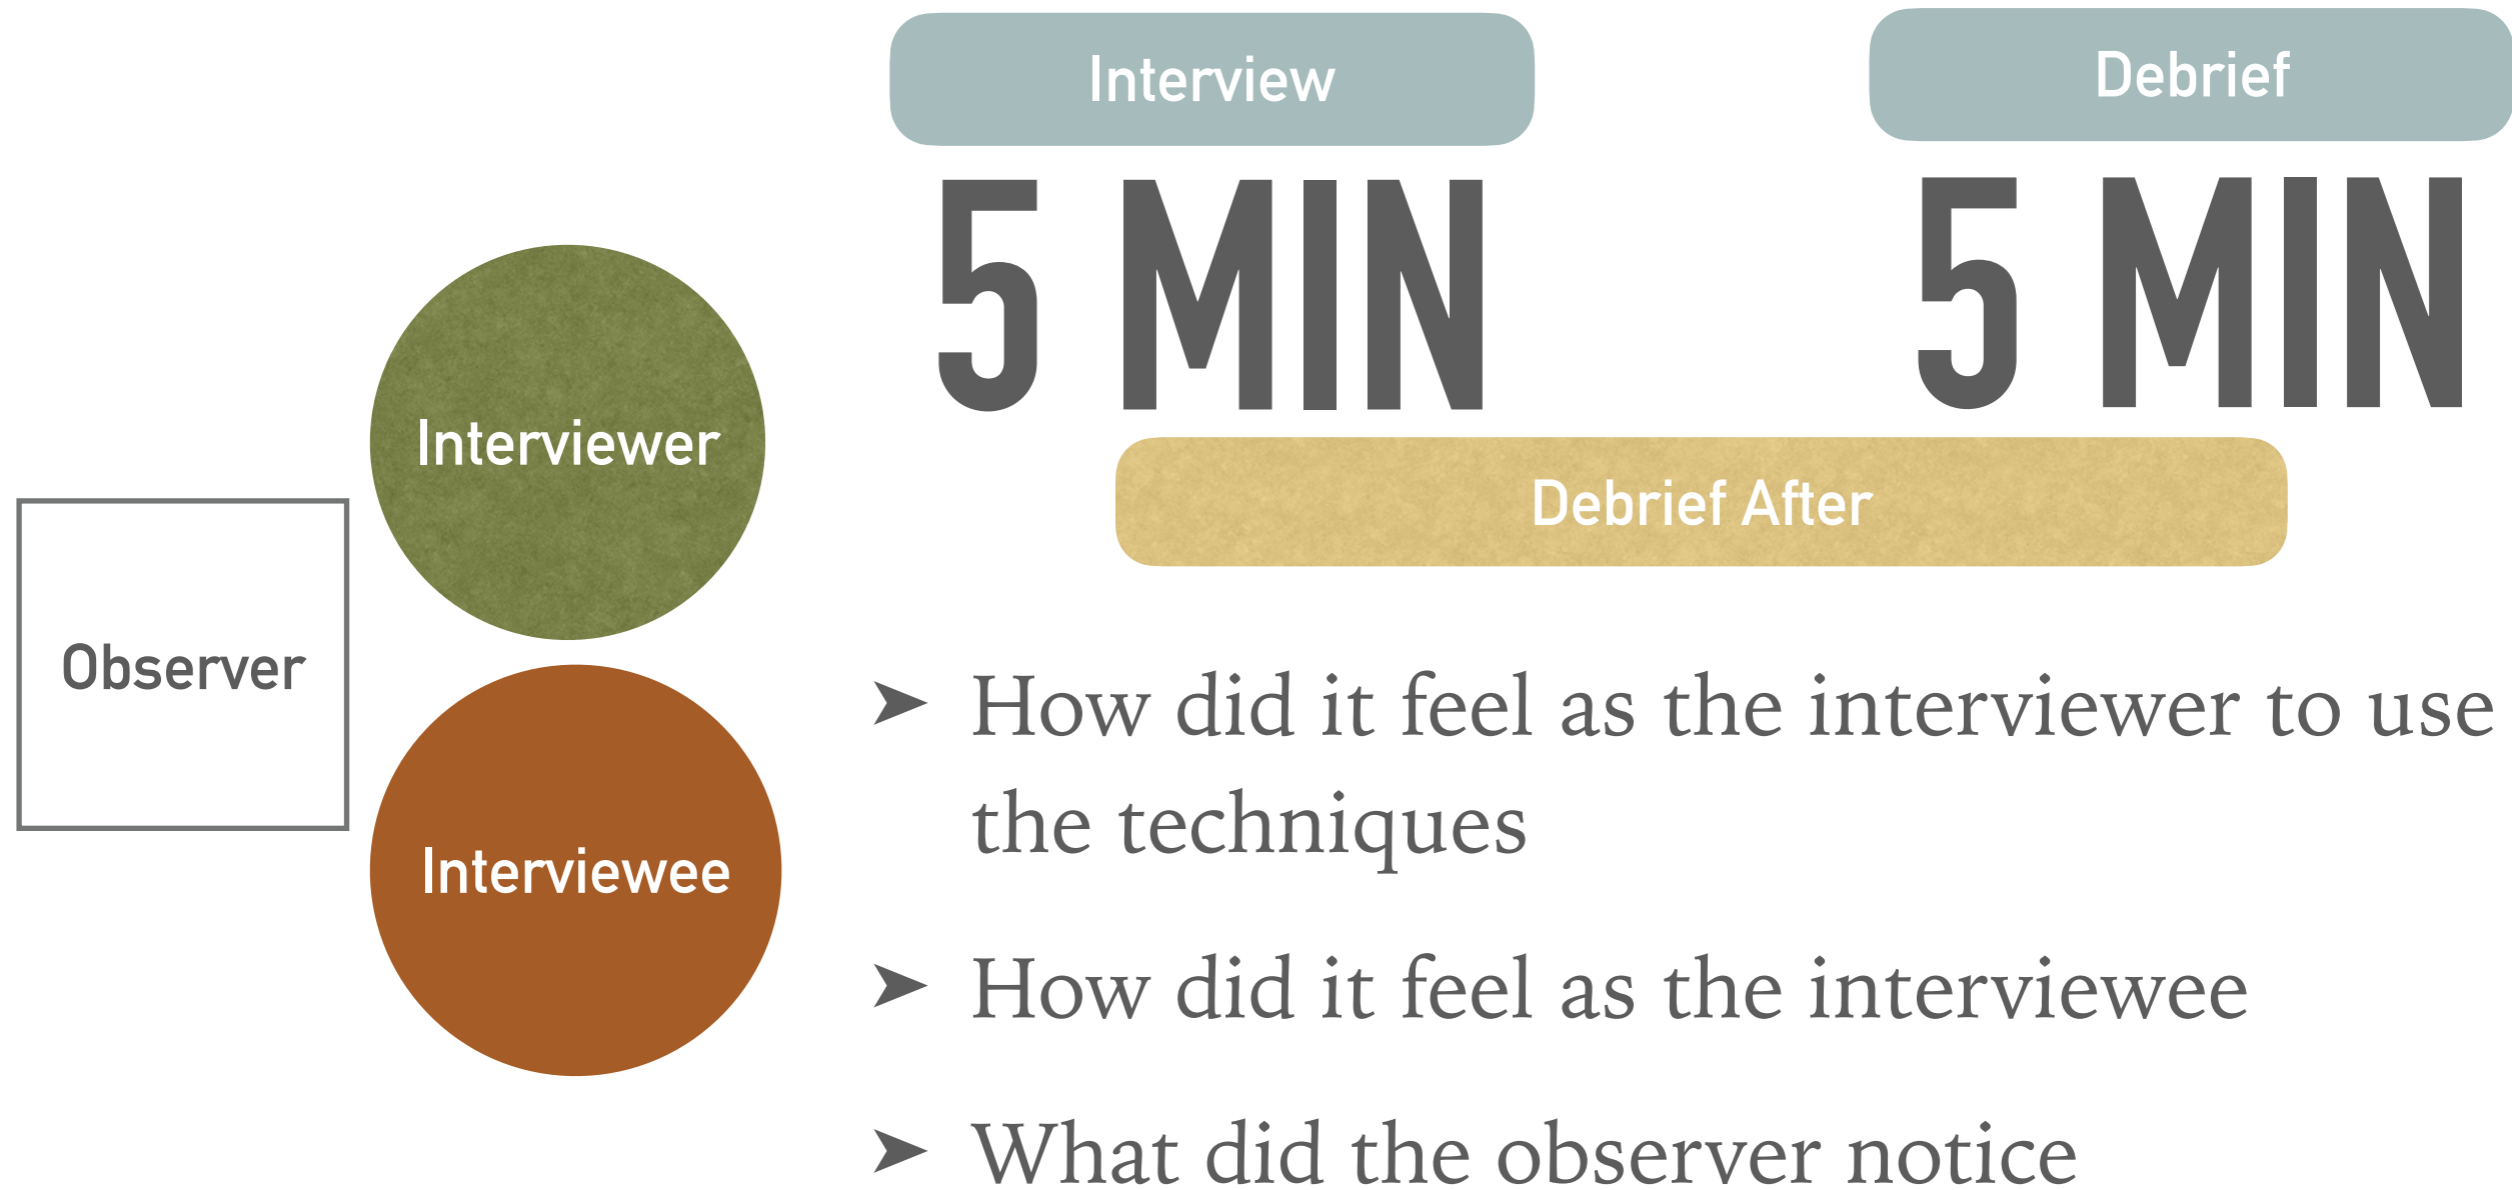 Interview
5 MIN
Debrief
5 MIN
Interviewer
Interviewee
Observer
Debrief After
➤ How did it feel as the interviewer to use
the techniques
➤ How did it feel as the interviewee
➤ What did the observer notice